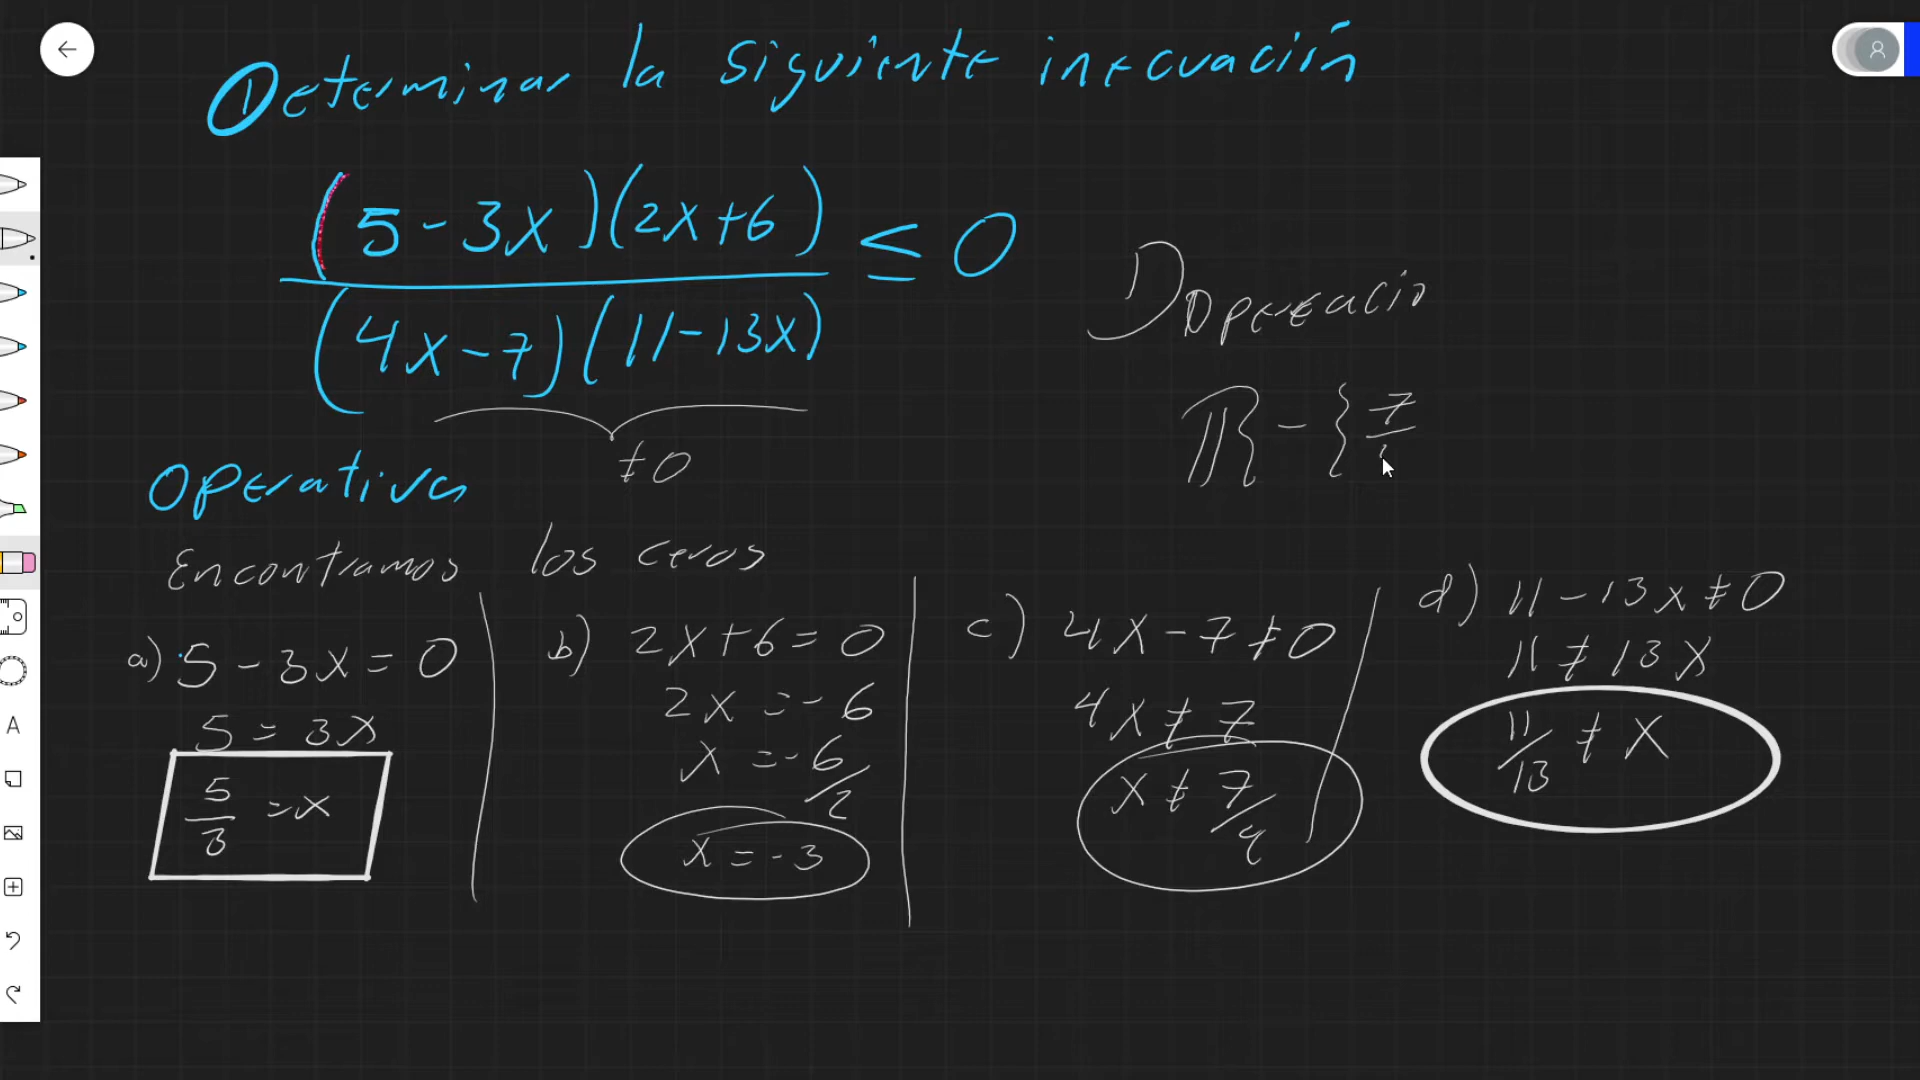 Determinar la siguiente inecuación
(5-3x)(2x+6) / (4x-7)(11-13x) ≤ 0
≠0
D operacio
ℝ - { 7/
Operativa
Encontramos los ceros
a) 5-3x=0
5=3x
5/3 =x
b) 2x+6=0
2x=-6
x=-6/2
x=-3
c) 4x-7≠0
4x≠7
x≠7/4
d) 11-13x≠0
11≠13x
11/13≠x
A